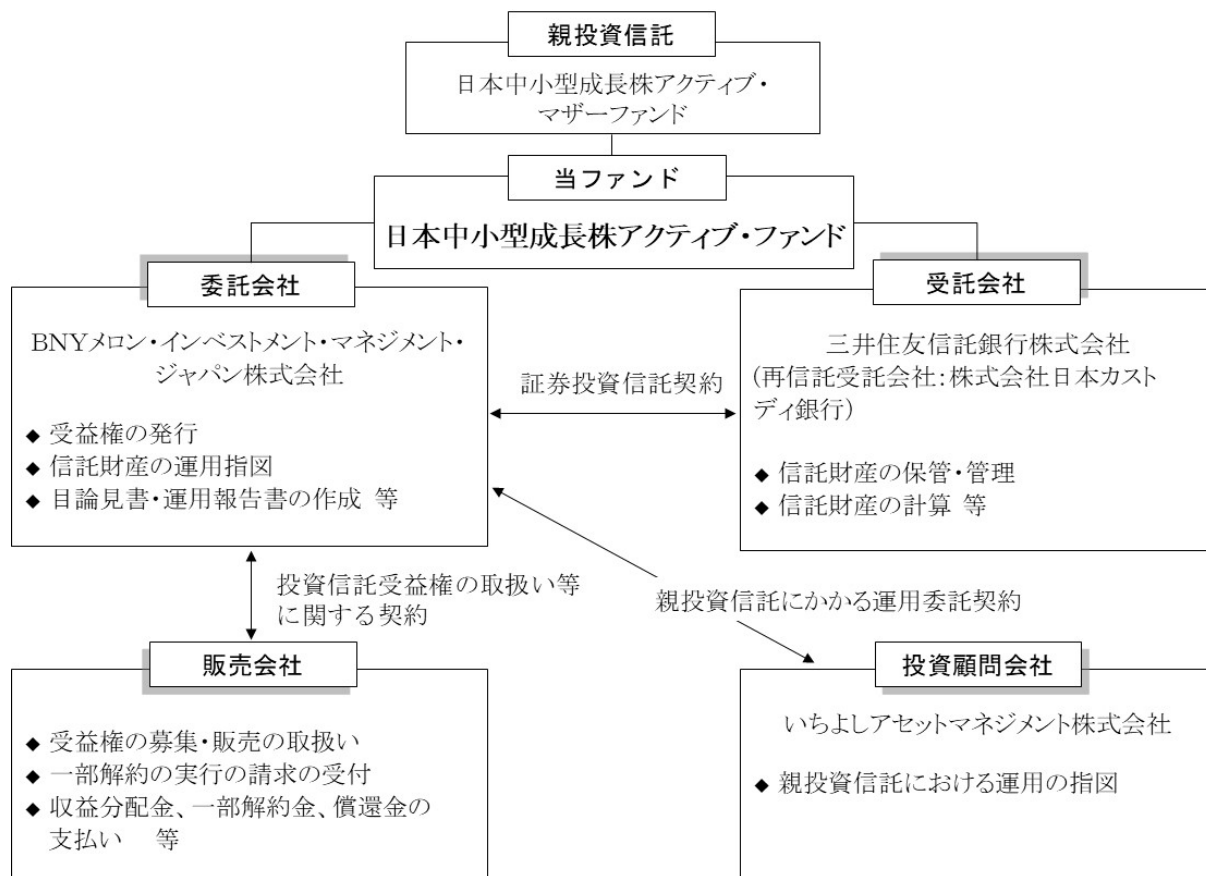 親投資信託
日本中小型成長株アクティブ・
マザーファンド
当ファンド
日本中小型成長株アクティブ・ファンド
委託会社
BNYメロン・インベストメント・マネジメント・
ジャパン株式会社
◆ 受益権の発行
◆ 信託財産の運用指図
◆ 目論見書・運用報告書の作成 等
証券投資信託契約
受託会社
三井住友信託銀行株式会社
(再信託受託会社:株式会社日本カスト
ディ銀行)
◆ 信託財産の保管・管理
◆ 信託財産の計算 等
投資信託受益権の取扱い等
に関する契約
親投資信託にかかる運用委託契約
販売会社
◆ 受益権の募集・販売の取扱い
◆ 一部解約の実行の請求の受付
◆ 収益分配金、一部解約金、償還金の
支払い 等
投資顧問会社
いちよしアセットマネジメント株式会社
◆ 親投資信託における運用の指図